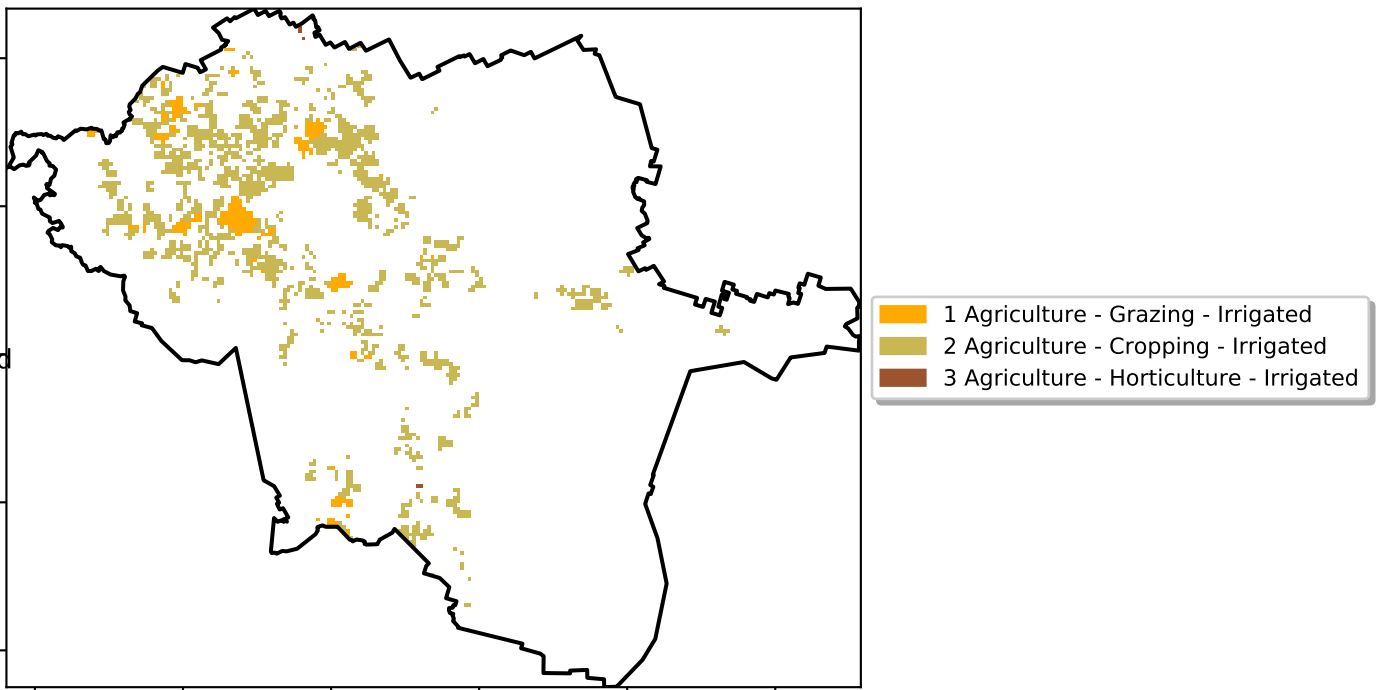 1 Agriculture - Grazing - Irrigated
2 Agriculture - Cropping - Irrigated
3 Agriculture - Horticulture - Irrigated